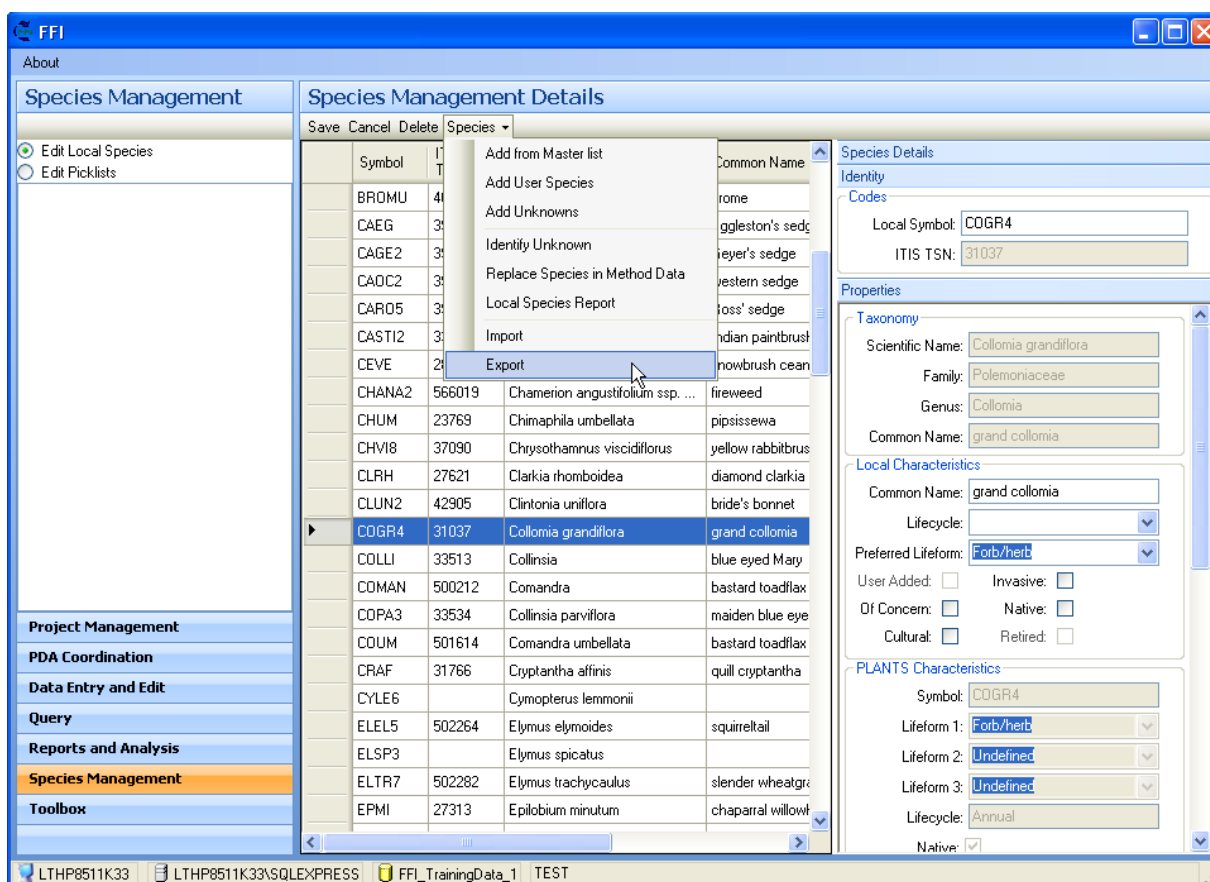 FFI
About
Species Management
Species Management Details
Save Cancel Delete Species
Edit Local Species
Edit Picklists
Add from Master list
Add User Species
Add Unknowns
Identify Unknown
Replace Species in Method Data
Local Species Report
Import
Export
Symbol Common Name
BROMU
CAEG sedge
CAGE2 sedge
CAOC2 sedge
CARO5 sedge
CASTI2
CEVE
CHANA2 566019 Chamerion angustifolium ssp. ... fireweed
CHUM 23769 Chimaphila umbellata pipsissewa
CHVI8 37090 Chrysothamnus viscidiflorus yellow rabbitbrus
CLRH 27621 Clarkia rhomboidea diamond clarkia
CLUN2 42905 Clintonia uniflora bride's bonnet
COGR4 31037 Collomia grandiflora grand collomia
COLLI 33513 Collinsia blue eyed Mary
COMAN 500212 Comandra bastard toadflax
COPA3 33534 Collinsia parviflora maiden blue eye
COUM 501614 Comandra umbellata bastard toadflax
CRAF 31766 Cryptantha affinis quill cryptantha
CYLE6 Cymopterus lemmonii
ELEL5 502264 Elymus elymoides squirreltail
ELSP3 Elymus spicatus
ELTR7 502282 Elymus trachycaulus slender wheatgra
EPMI 27313 Epilobium minutum chaparral willowh
Species Details
Identity
Codes
Local Symbol: COGR4
ITIS TSN: 31037
Properties
Taxonomy
Scientific Name: Collomia grandiflora
Family: Polemoniaceae
Genus: Collomia
Common Name: grand collomia
Local Characteristics
Common Name: grand collomia
Lifecycle:
Preferred Lifeform: Forb/herb
User Added: Invasive:
Of Concern: Native:
Cultural: Retired:
PLANTS Characteristics
Symbol: COGR4
Lifeform 1: Forb/herb
Lifeform 2: Undefined
Lifeform 3: Undefined
Lifecycle: Annual
Native:
Project Management
PDA Coordination
Data Entry and Edit
Query
Reports and Analysis
Species Management
Toolbox
LTHP8511K33 LTHP8511K33\SQLEXPRESS FFI_TrainingData_1 TEST